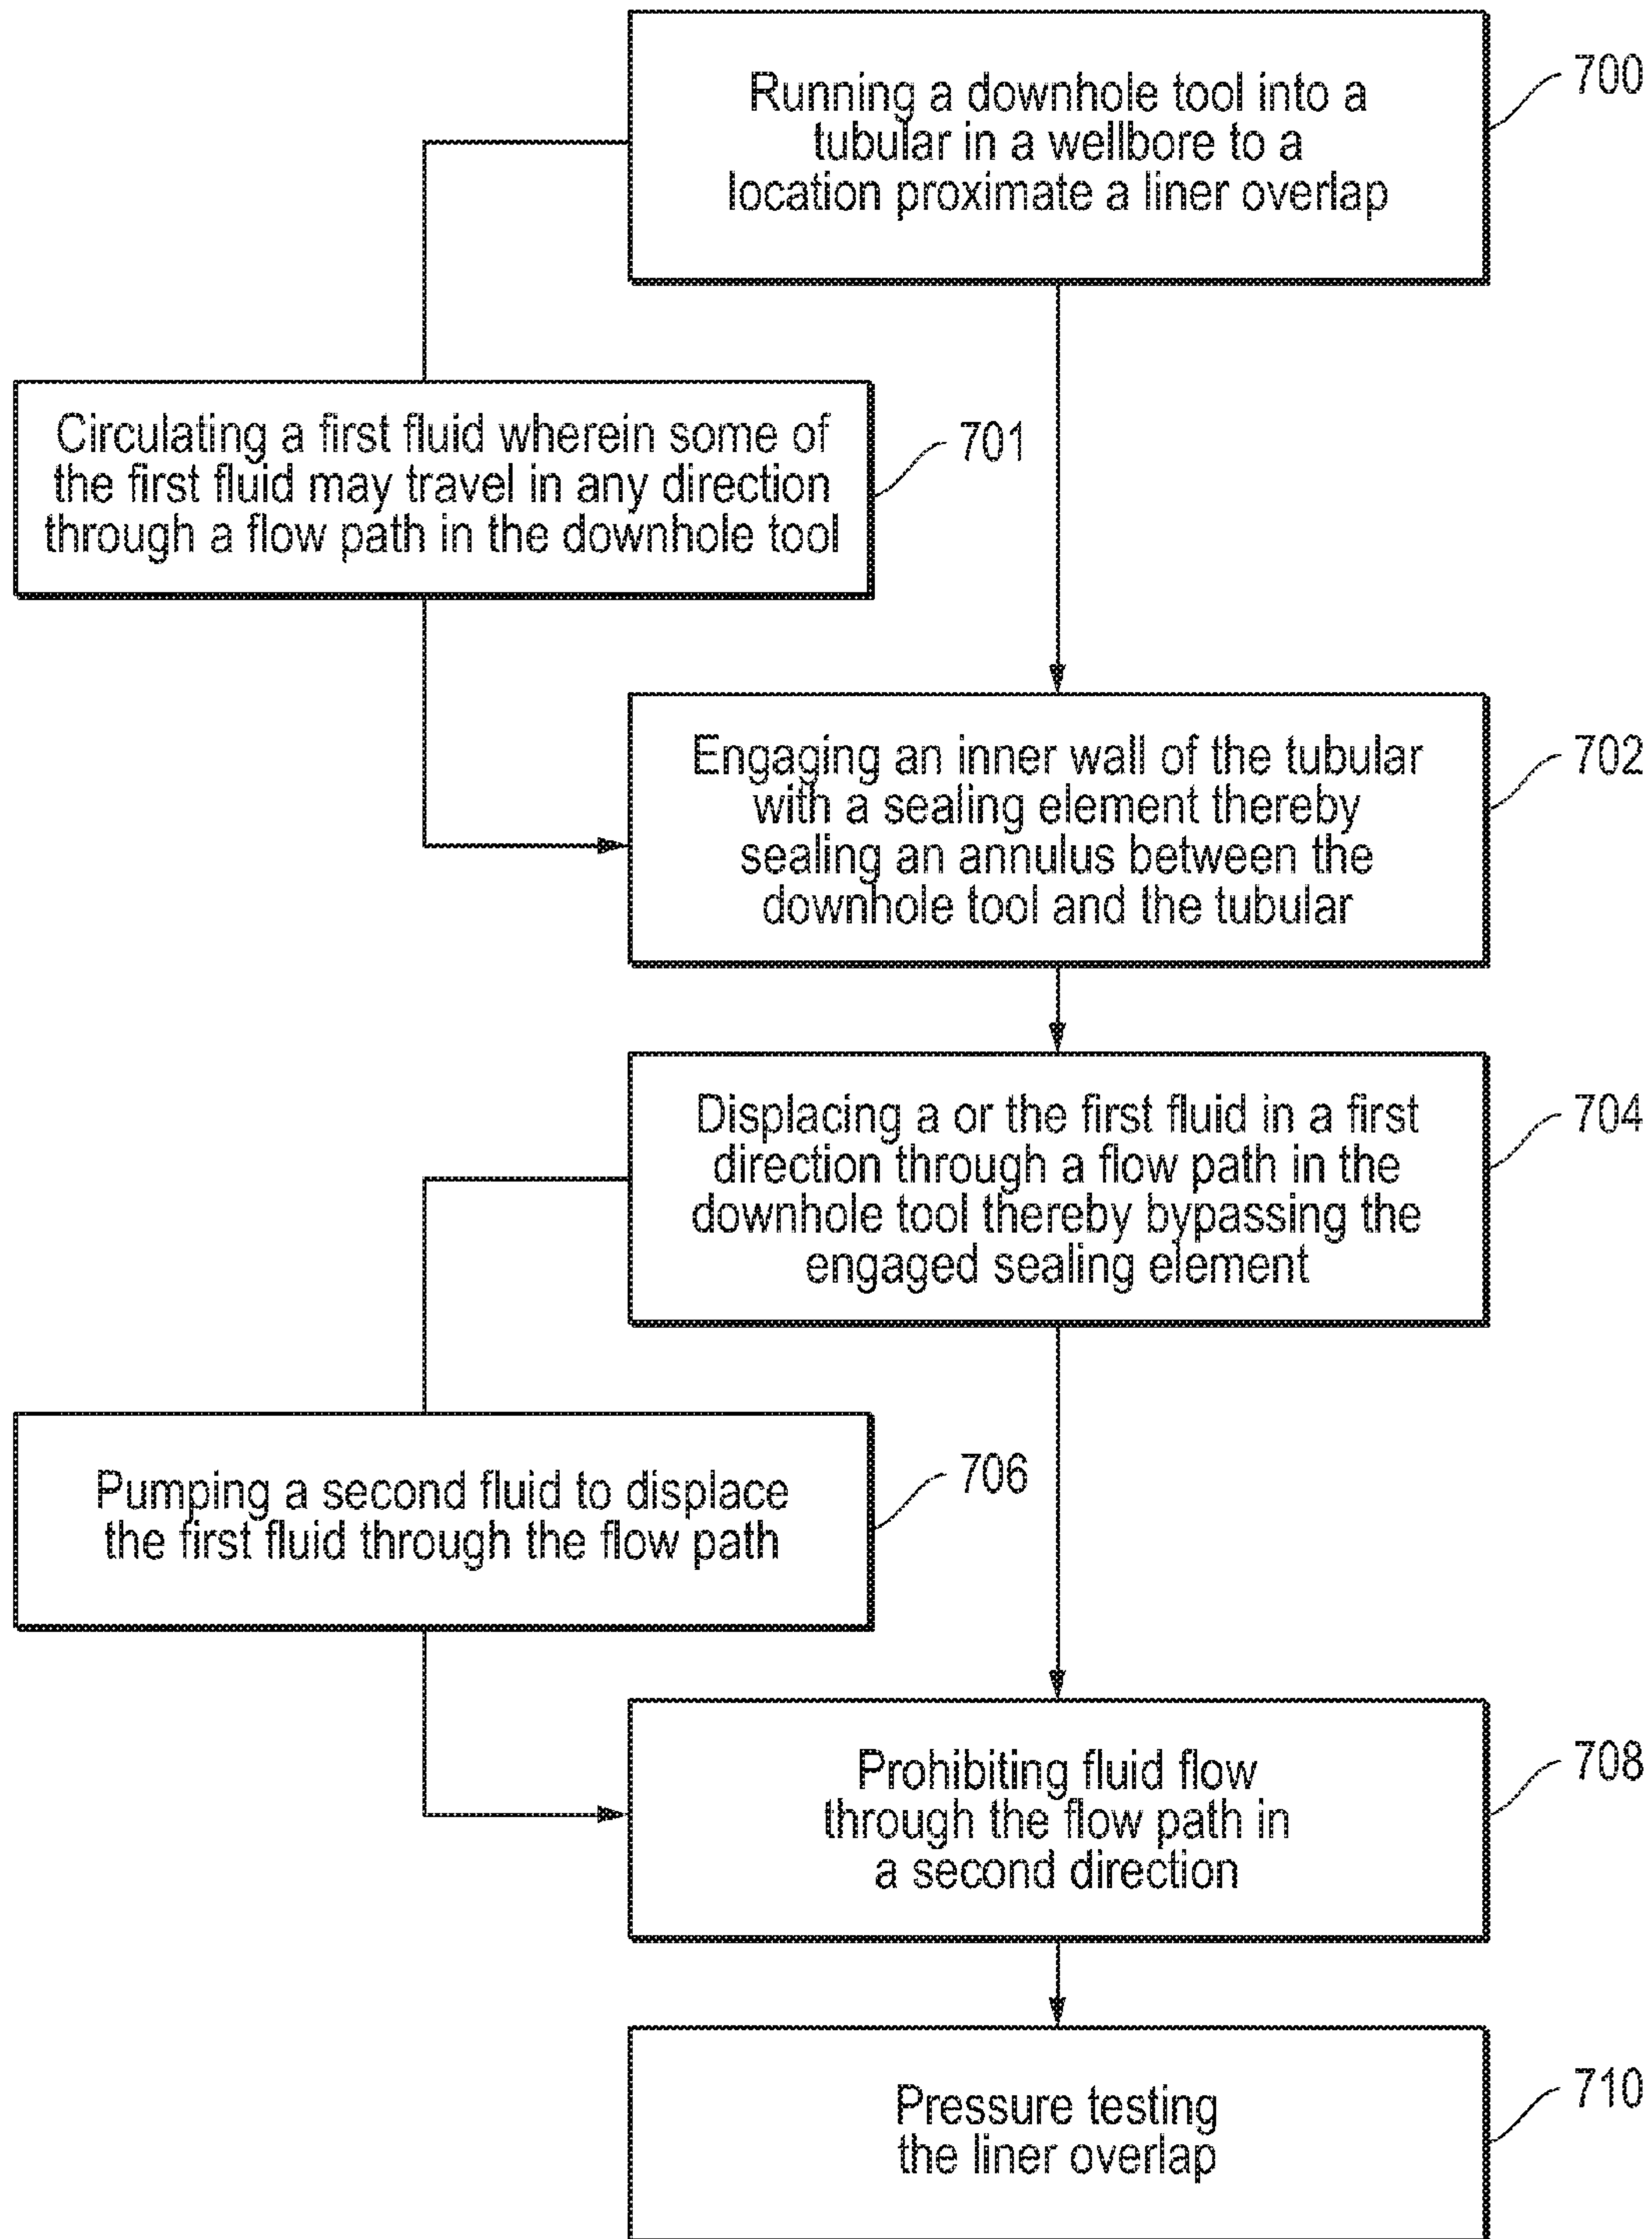 Running a downhole tool into a
tubular in a wellbore to a
location proximate a liner overlap
700
Circulating a first fluid wherein some of
the first fluid may travel in any direction
through a flow path in the downhole tool
701
Engaging an inner wall of the tubular
with a sealing element thereby
sealing an annulus between the
downhole tool and the tubular
702
Displacing a or the first fluid in a first
direction through a flow path in the
downhole tool thereby bypassing the
engaged sealing element
704
Pumping a second fluid to displace
the first fluid through the flow path
706
Prohibiting fluid flow
through the flow path in
a second direction
708
Pressure testing
the liner overlap
710